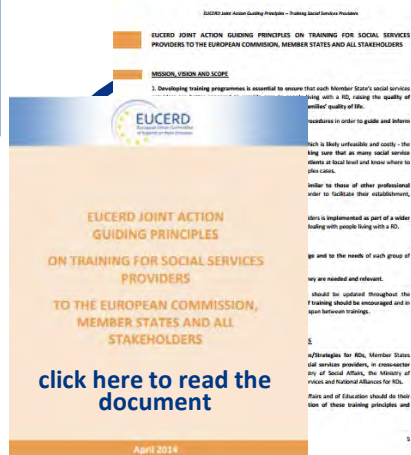 EUCERD Joint Action Guiding Principles – Training Social Services Providers
EUCERD JOINT ACTION GUIDING PRINCIPLES ON TRAINING FOR SOCIAL SERVICES
PROVIDERS TO THE EUROPEAN COMMISION, MEMBER STATES AND ALL STAKEHOLDERS
MISSION, VISION AND SCOPE
1. Developing training programmes is essential to ensure that each Member State's social services
living with a RD, raising the quality of
families' quality of life.
procedures in order to guide and inform
which is likely unfeasible and costly - the
king sure that as many social service
clients at local level and know where to
plex cases.
similar to those of other professional
order to facilitate their establishment,
ders is implemented as part of a wider
dealing with people living with a RD.
ge and to the needs of each group of
hey are needed and relevant.
should be updated throughout the
f training should be encouraged and in
span between trainings.
s/Strategies for RDs, Member States
cial services providers, in cross-sector
ry of Social Affairs, the Ministry of
rvices and National Alliances for RDs.
ffairs and of Education should do their
tion of these training principles and
5
EUCERD
European Union Committee
of Experts on Rare Diseases
EUCERD JOINT ACTION
GUIDING PRINCIPLES
ON TRAINING FOR SOCIAL SERVICES
PROVIDERS
TO THE EUROPEAN COMMISSION,
MEMBER STATES AND ALL
STAKEHOLDERS
click here to read the
document
April 2014